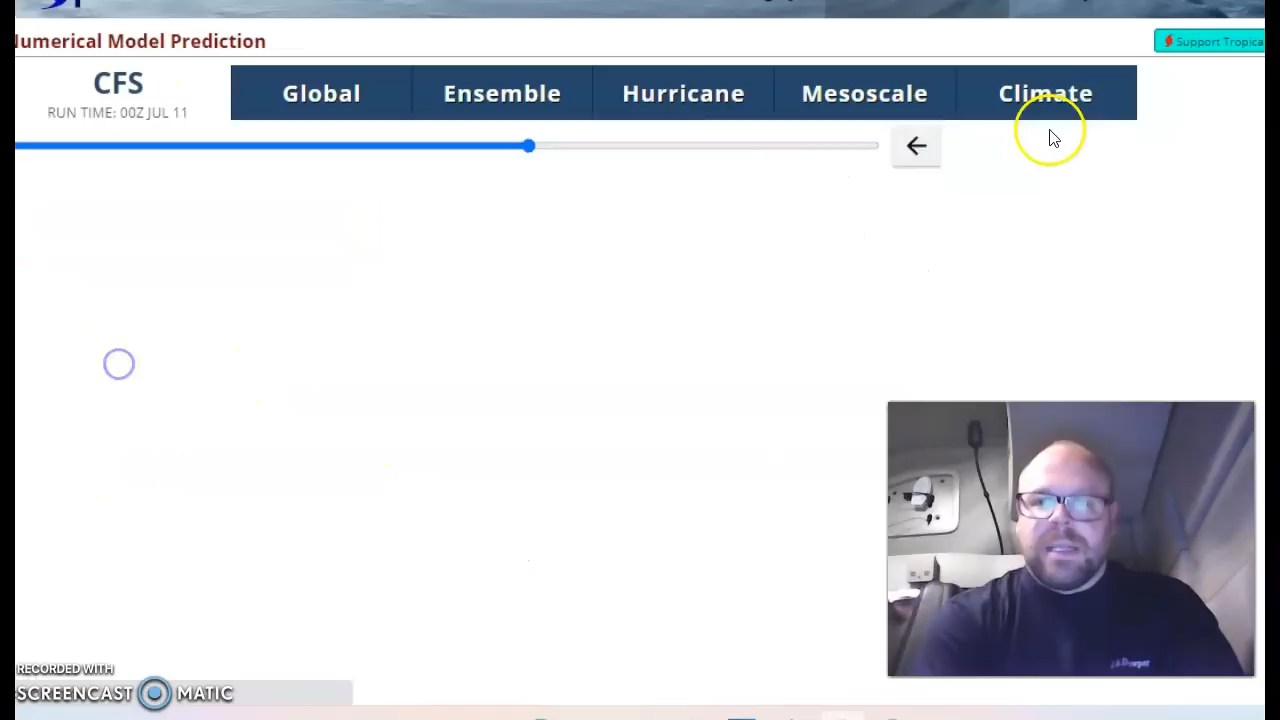 Numerical Model Prediction
Support Tropica
CFS
RUN TIME: 00Z JUL 11
Global
Ensemble
Hurricane
Mesoscale
Climate
RECORDED WITH
SCREENCAST MATIC